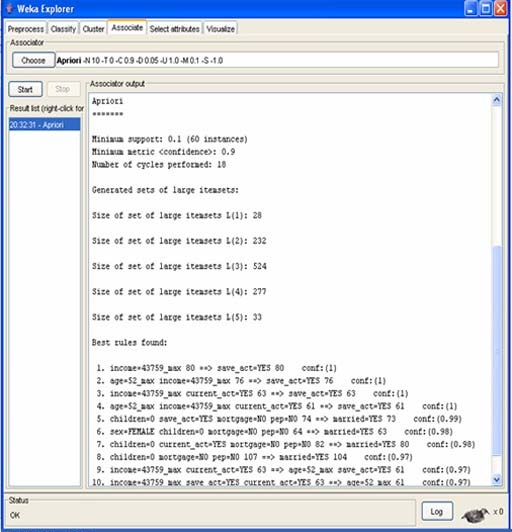 Weka Explorer
Preprocess Classify Cluster Associate Select attributes Visualize
Associator
Choose Apriori -N 10 -T 0 -C 0.9 -D 0.05 -U 1.0 -M 0.1 -S -1.0
Start Stop
Associator output
Result list (right-click for
20:32:31 - Apriori
Apriori
=======
Minimum support: 0.1 (60 instances)
Minimum metric <confidence>: 0.9
Number of cycles performed: 18
Generated sets of large itemsets:
Size of set of large itemsets L(1): 28
Size of set of large itemsets L(2): 232
Size of set of large itemsets L(3): 524
Size of set of large itemsets L(4): 277
Size of set of large itemsets L(5): 33
Best rules found:
1. income=43759_max 80 ==> save_act=YES 80 conf:(1)
2. age=52_max income=43759_max 76 ==> save_act=YES 76 conf:(1)
3. income=43759_max current_act=YES 63 ==> save_act=YES 63 conf:(1)
4. age=52_max income=43759_max current_act=YES 61 ==> save_act=YES 61 conf:(1)
5. children=0 save_act=YES mortgage=NO pep=NO 74 ==> married=YES 73 conf:(0.99)
6. sex=FEMALE children=0 mortgage=NO pep=NO 64 ==> married=YES 63 conf:(0.98)
7. children=0 current_act=YES mortgage=NO pep=NO 82 ==> married=YES 80 conf:(0.98)
8. children=0 mortgage=NO pep=NO 107 ==> married=YES 104 conf:(0.97)
9. income=43759_max current_act=YES 63 ==> age=52_max save_act=YES 61 conf:(0.97)
10. income=43759_max save_act=YES current_act=YES 63 ==> age=52_max 61 conf:(0.97)
Status
OK
Log
x 0